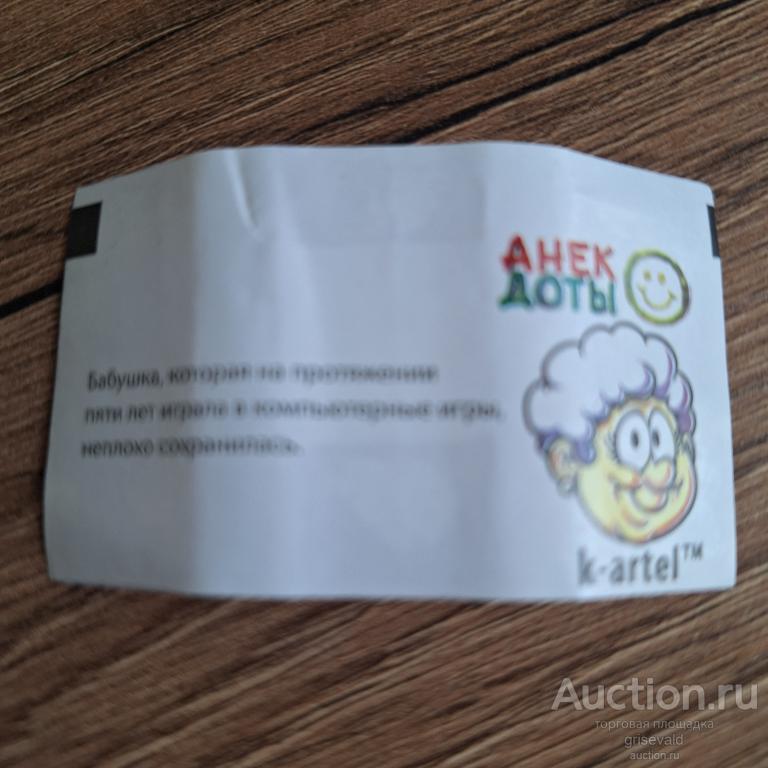 АНЕК
ДОТЫ
Бабушка, которая на протяжении
пяти лет играла в компьютерные игры,
неплохо сохранилась.
k-artel™
Auction.ru
торговая площадка
grisevald
auction.ru